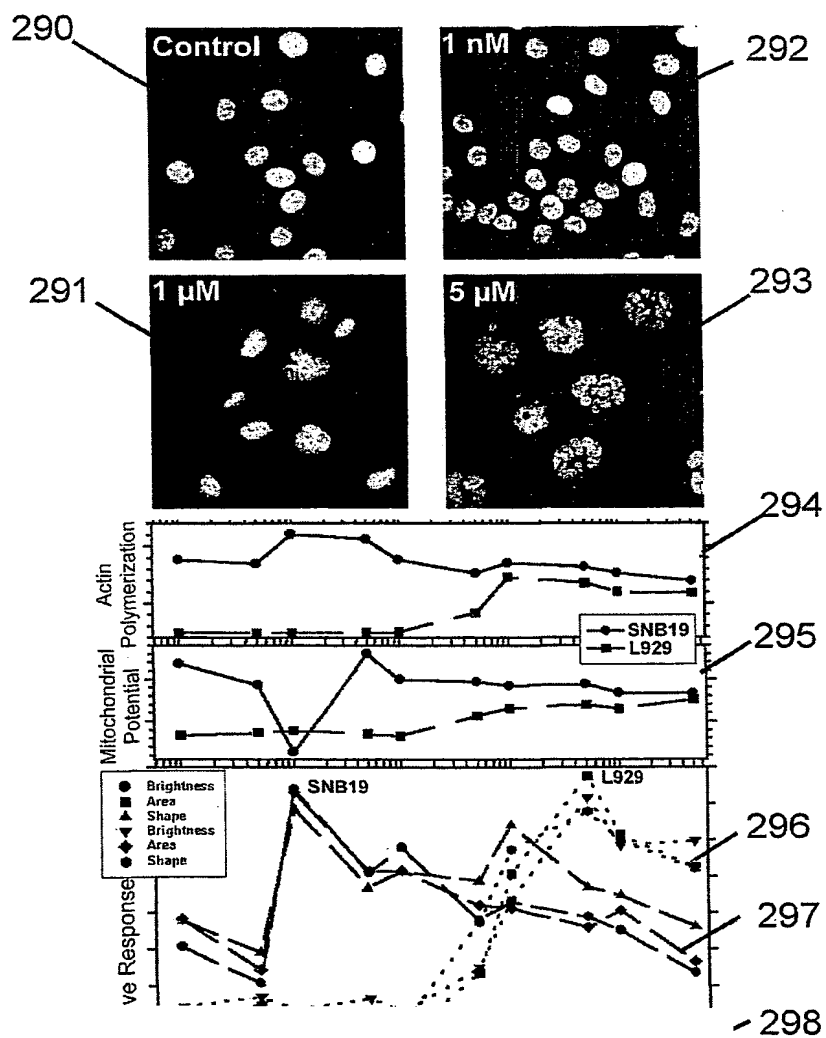 290
Control
1 nM
292
291
1 µM
5 µM
293
294
Actin
Polymerization
SNB19
L929
295
Mitochondrial
Potential
Brightness
Area
Shape
Brightness
Area
Shape
SNB19
L929
296
297
ve Response
298